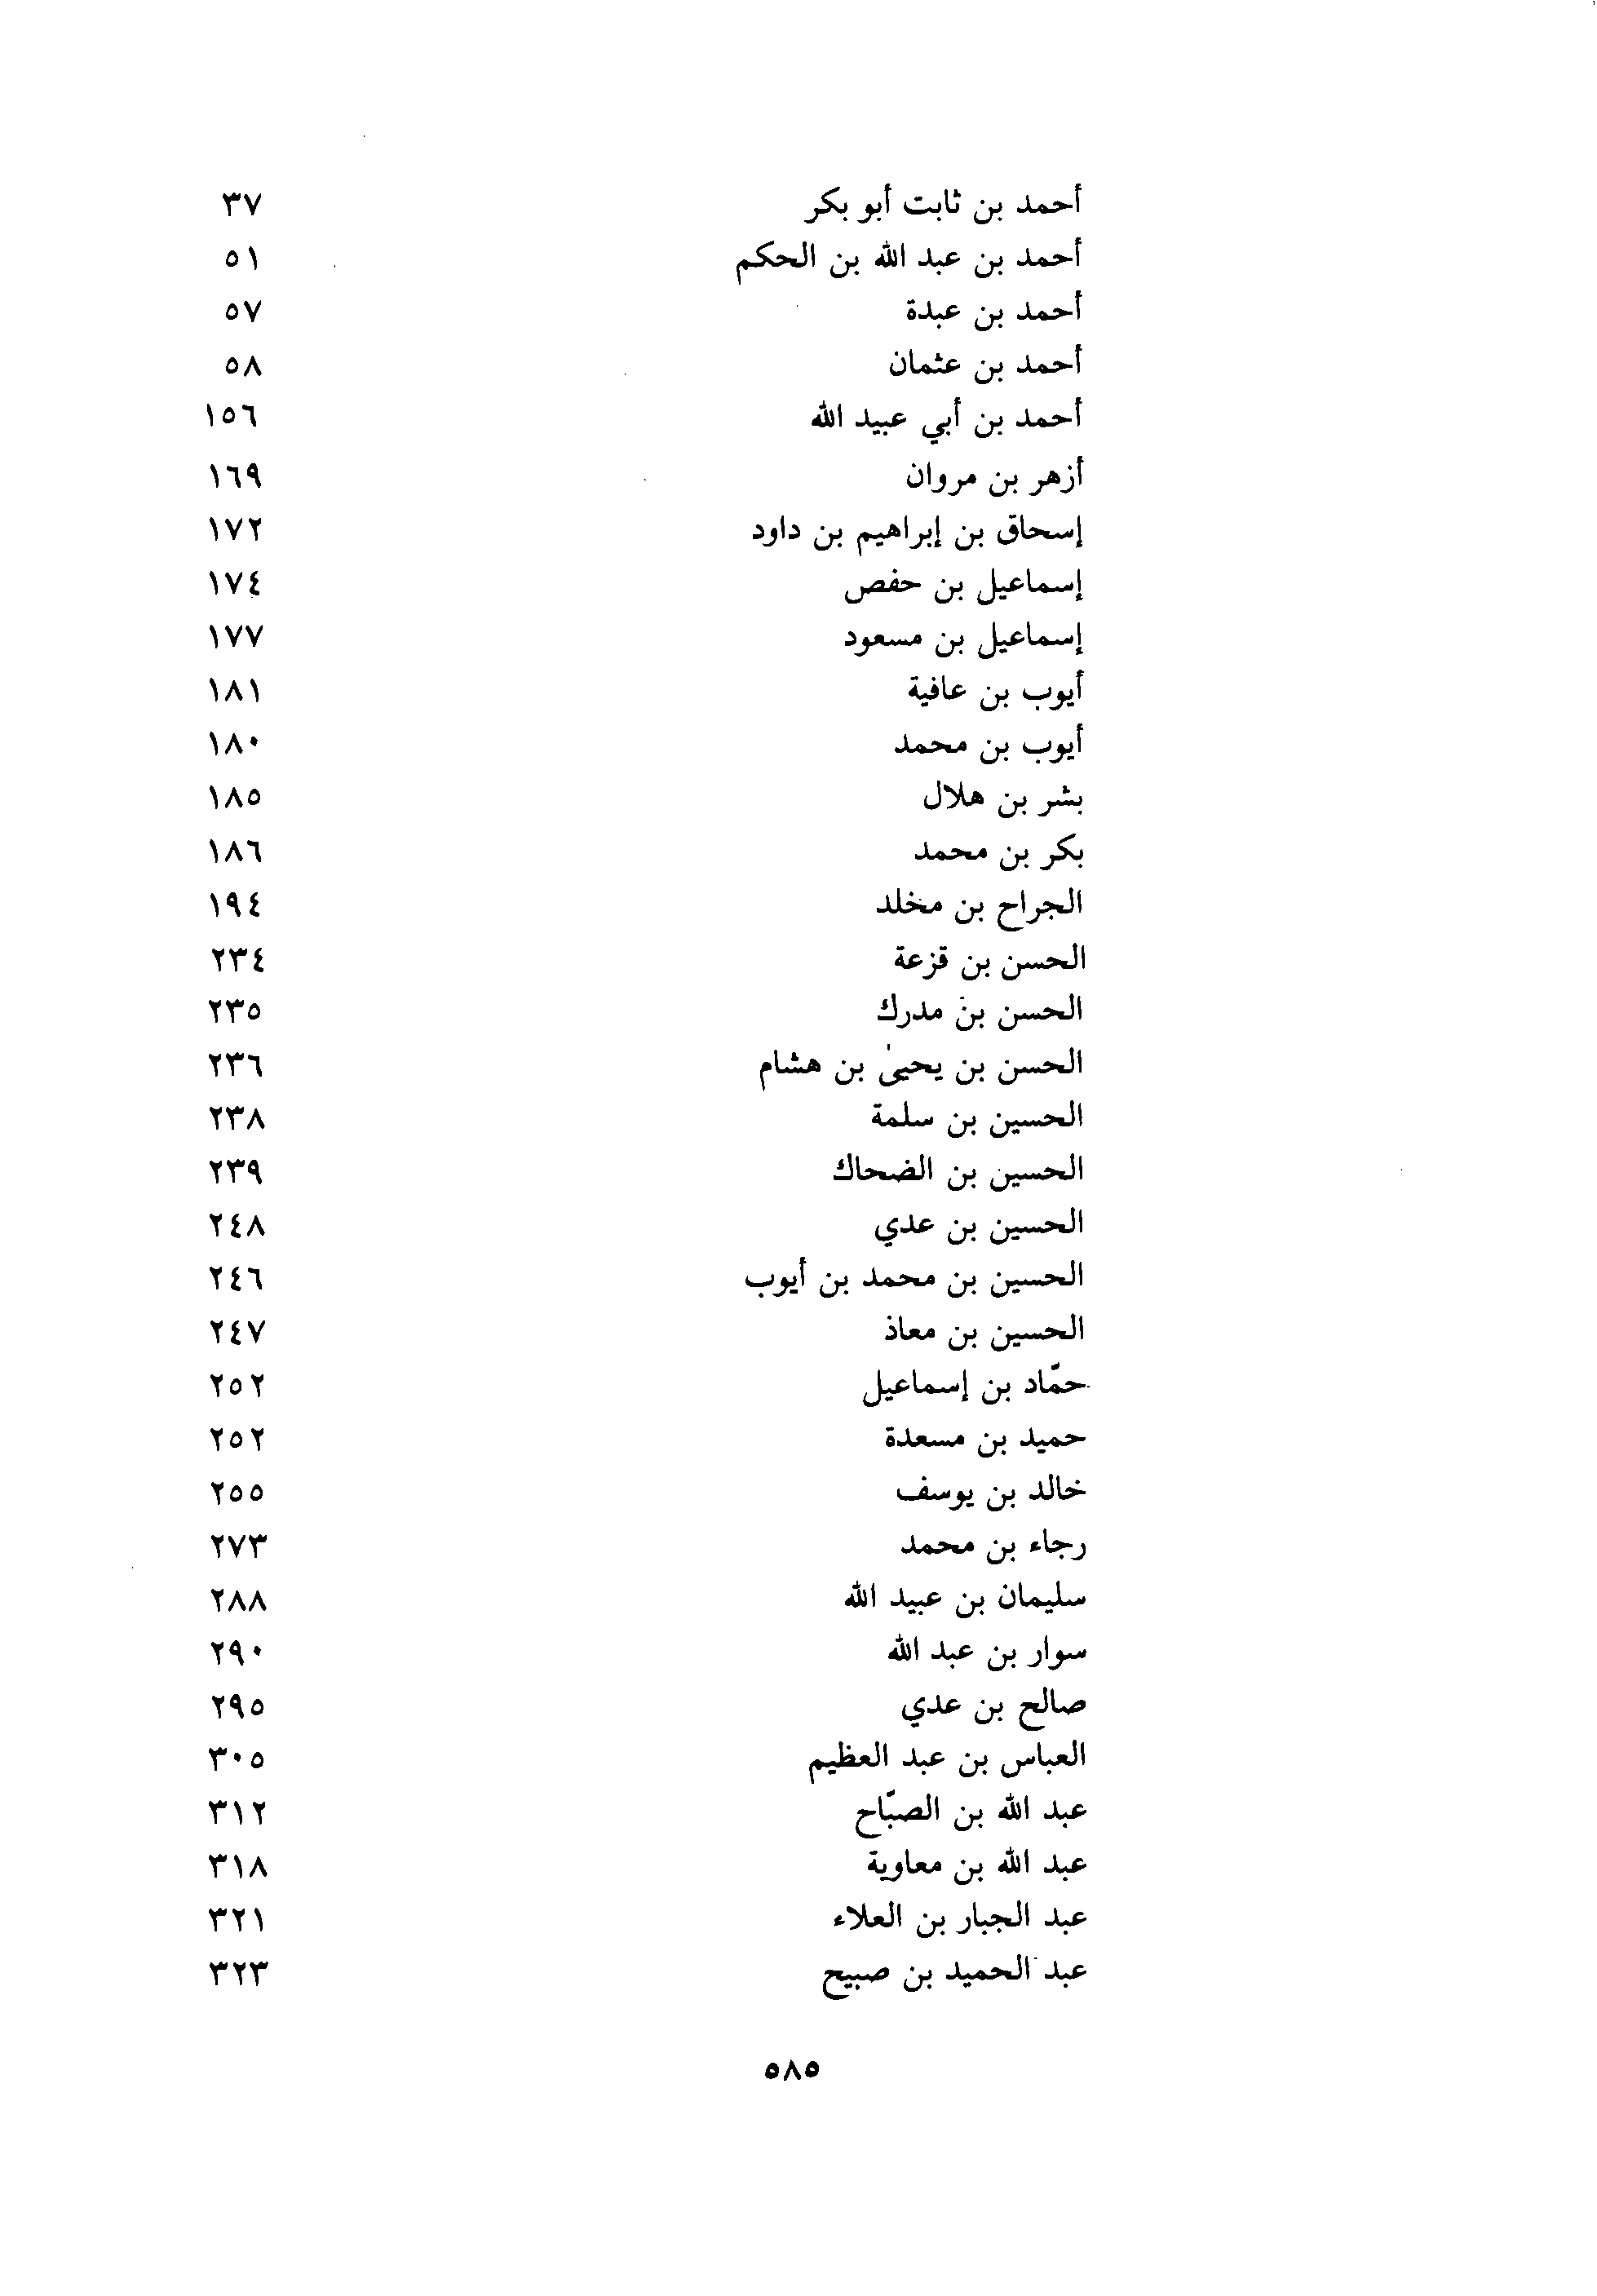 أحمد بن ثابت أبو بكر ٣٧
أحمد بن عبد الله بن الحكم ٥١
أحمد بن عبدة ٥٧
أحمد بن عثمان ٥٨
أحمد بن أبي عبيد الله ١٥٦
أزهر بن مروان ١٦٩
إسحاق بن إبراهيم بن داود ١٧٢
إسماعيل بن حفص ١٧٤
إسماعيل بن مسعود ١٧٧
أيوب بن عافية ١٨١
أيوب بن محمد ١٨٠
بشر بن هلال ١٨٥
بكر بن محمد ١٨٦
الجراح بن مخلد ١٩٤
الحسن بن قزعة ٢٣٤
الحسن بن مدرك ٢٣٥
الحسن بن يحيىٰ بن هشام ٢٣٦
الحسين بن سلمة ٢٣٨
الحسين بن الضحاك ٢٣٩
الحسين بن عدي ٢٤٨
الحسين بن محمد بن أيوب ٢٤٦
الحسين بن معاذ ٢٤٧
حمّاد بن إسماعيل ٢٥٢
حميد بن مسعدة ٢٥٢
خالد بن يوسف ٢٥٥
رجاء بن محمد ٢٧٣
سليمان بن عبيد الله ٢٨٨
سوار بن عبد الله ٢٩٠
صالح بن عدي ٢٩٥
العباس بن عبد العظيم ٣٠٥
عبد الله بن الصبّاح ٣١٢
عبد الله بن معاوية ٣١٨
عبد الجبار بن العلاء ٣٢١
عبد الحميد بن صبيح ٣٢٣
٥٨٥